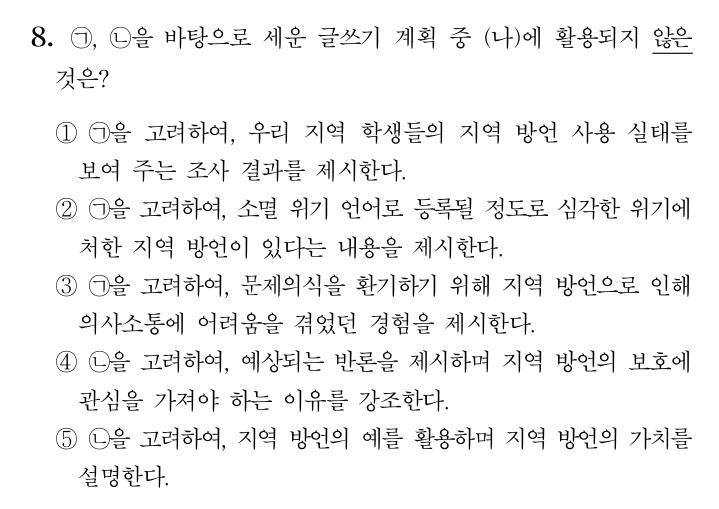 8. ㉠, ㉡을 바탕으로 세운 글쓰기 계획 중 (나)에 활용되지 않은
것은?
① ㉠을 고려하여, 우리 지역 학생들의 지역 방언 사용 실태를
보여 주는 조사 결과를 제시한다.
② ㉠을 고려하여, 소멸 위기 언어로 등록될 정도로 심각한 위기에
처한 지역 방언이 있다는 내용을 제시한다.
③ ㉠을 고려하여, 문제의식을 환기하기 위해 지역 방언으로 인해
의사소통에 어려움을 겪었던 경험을 제시한다.
④ ㉡을 고려하여, 예상되는 반론을 제시하며 지역 방언의 보호에
관심을 가져야 하는 이유를 강조한다.
⑤ ㉡을 고려하여, 지역 방언의 예를 활용하며 지역 방언의 가치를
설명한다.